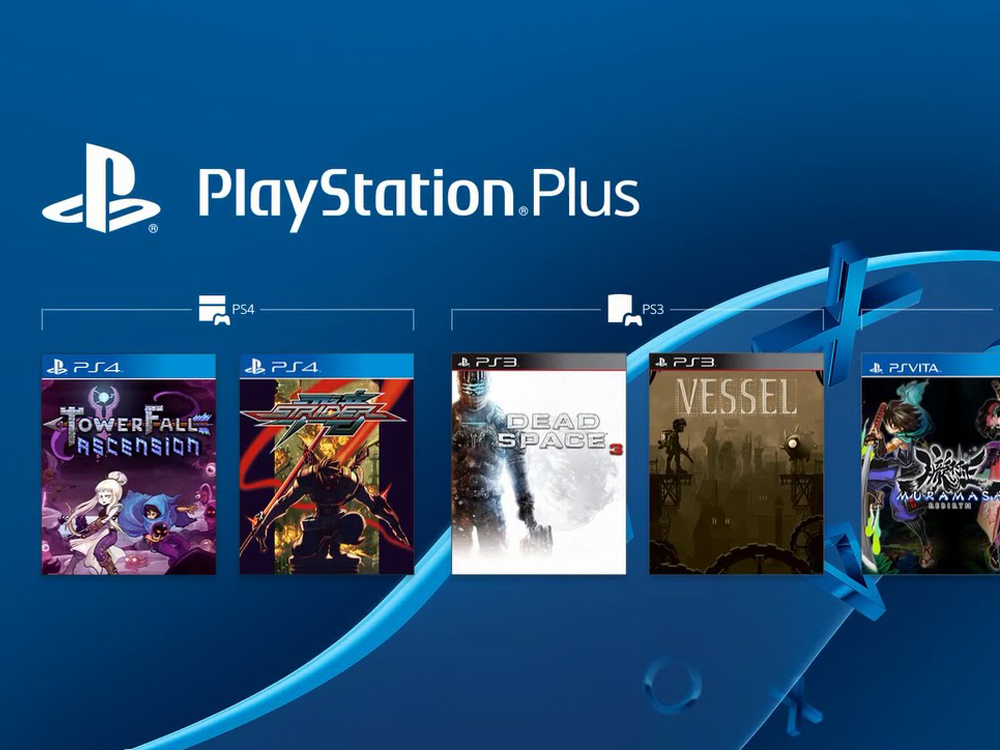 PlayStation®Plus
®
PS4
PS3
PS4
TOWERFALL
ASCENSION
PS4
STRIDER
PS3
DEAD
SPACE 3
PS3
VESSEL
PSVITA
MURAMASA
REBIRTH